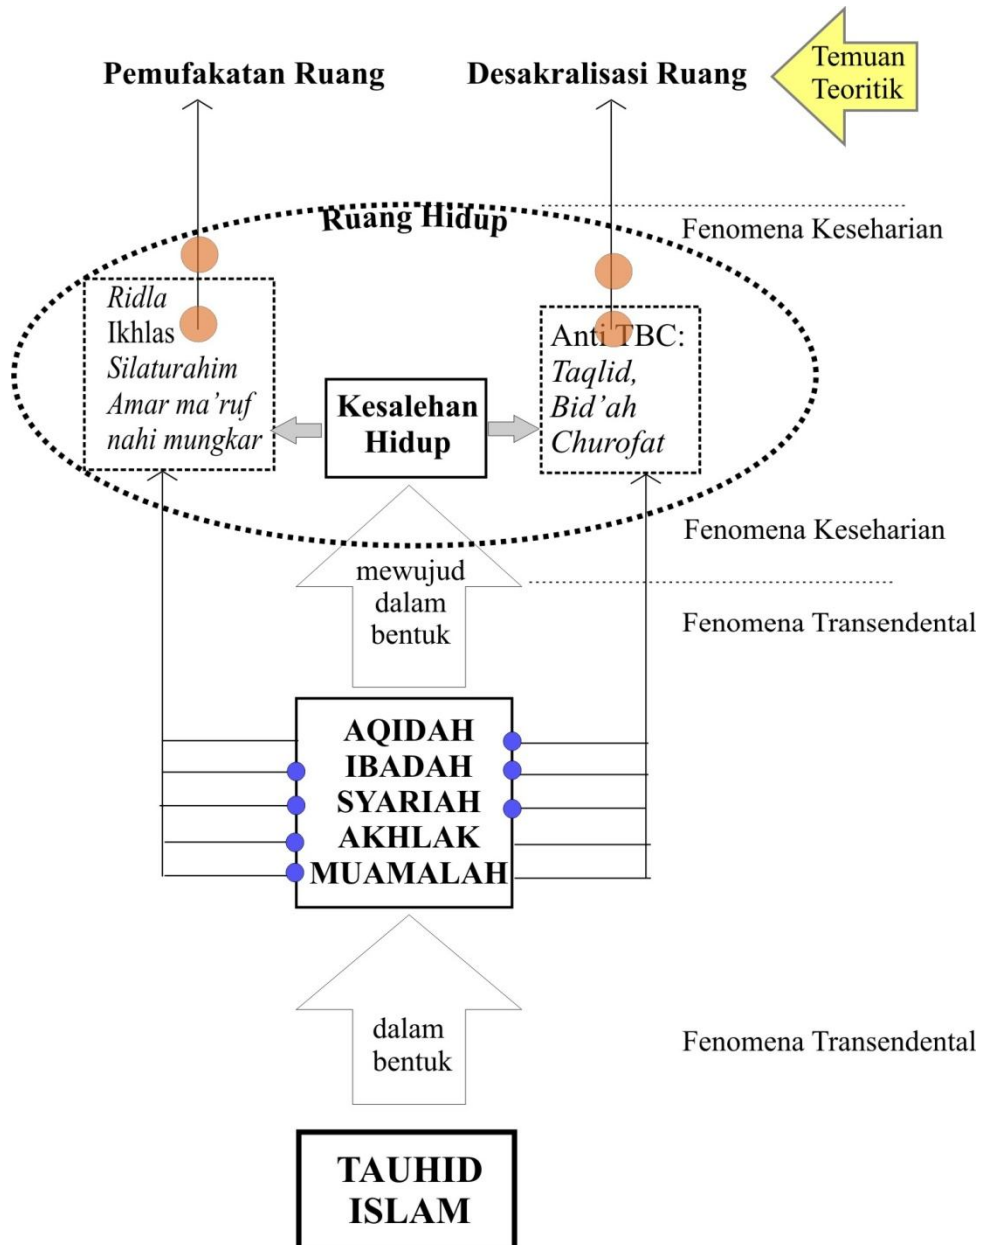 Temuan
Teoritik
Pemufakatan Ruang
Desakralisasi Ruang
Ruang Hidup
Fenomena Keseharian
Ridla
Ikhlas
Silaturahim
Amar ma’ruf
nahi mungkar
Kesalehan
Hidup
Anti TBC:
Taqlid,
Bid’ah
Churofat
Fenomena Keseharian
mewujud
dalam
bentuk
Fenomena Transendental
AQIDAH
IBADAH
SYARIAH
AKHLAK
MUAMALAH
dalam
bentuk
Fenomena Transendental
TAUHID
ISLAM